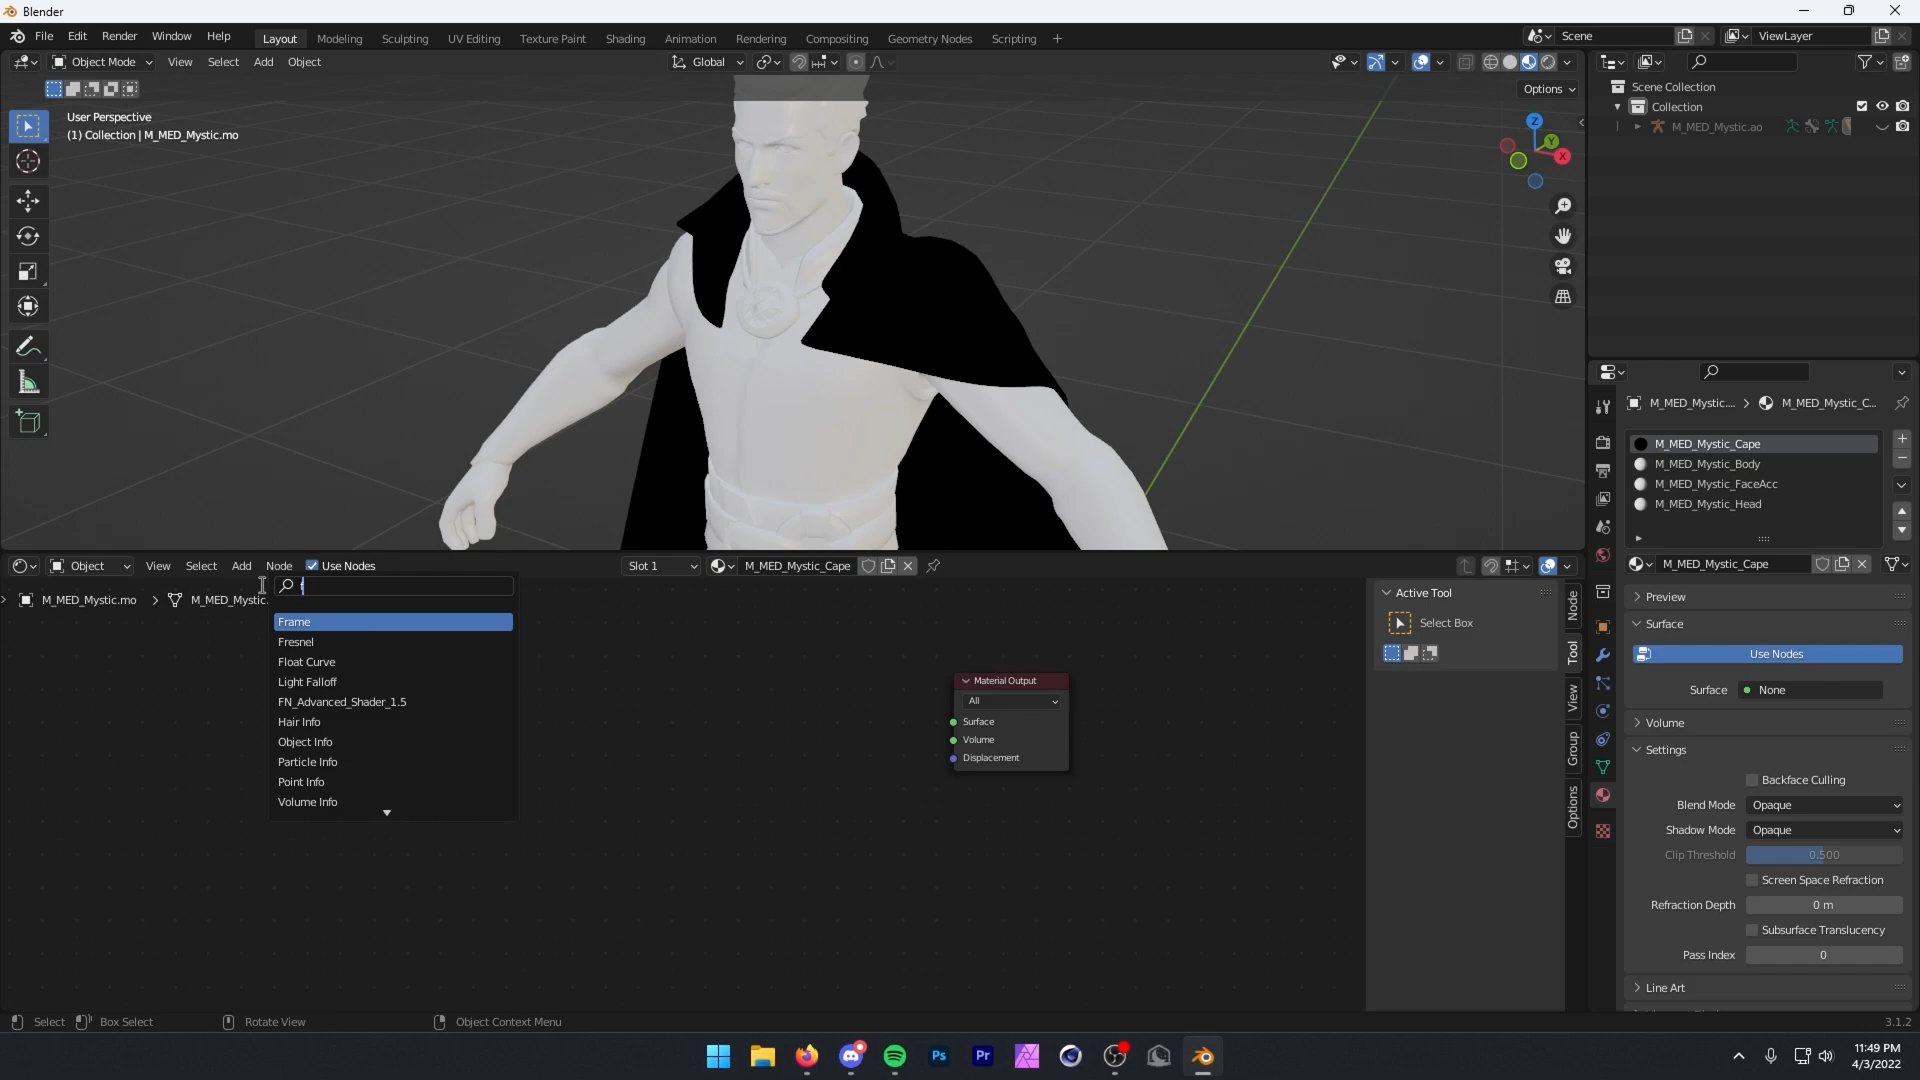 Blender
File Edit Render Window Help
Layout Modeling Sculpting UV Editing Texture Paint Shading Animation Rendering Compositing Geometry Nodes Scripting +
Scene
ViewLayer
Object Mode View Select Add Object
Global
Options
User Perspective
(1) Collection | M_MED_Mystic.mo
Z
Y
X
Scene Collection
Collection
M_MED_Mystic.ao
M_MED_Mystic.... > M_MED_Mystic_C...
M_MED_Mystic_Cape
M_MED_Mystic_Body
M_MED_Mystic_FaceAcc
M_MED_Mystic_Head
M_MED_Mystic_Cape
Preview
Surface
Use Nodes
Surface None
Volume
Settings
Backface Culling
Blend Mode Opaque
Shadow Mode Opaque
Clip Threshold 0.500
Screen Space Refraction
Refraction Depth 0 m
Subsurface Translucency
Pass Index 0
Line Art
Object View Select Add Node Use Nodes
Slot 1
M_MED_Mystic_Cape
M_MED_Mystic.mo > M_MED_Mystic.
f
Frame
Fresnel
Float Curve
Light Falloff
FN_Advanced_Shader_1.5
Hair Info
Object Info
Particle Info
Point Info
Volume Info
Material Output
All
Surface
Volume
Displacement
Active Tool
Select Box
Node
Tool
View
Group
Options
Select Box Select Rotate View Object Context Menu
3.1.2
Ps
Pr
11:49 PM
4/3/2022